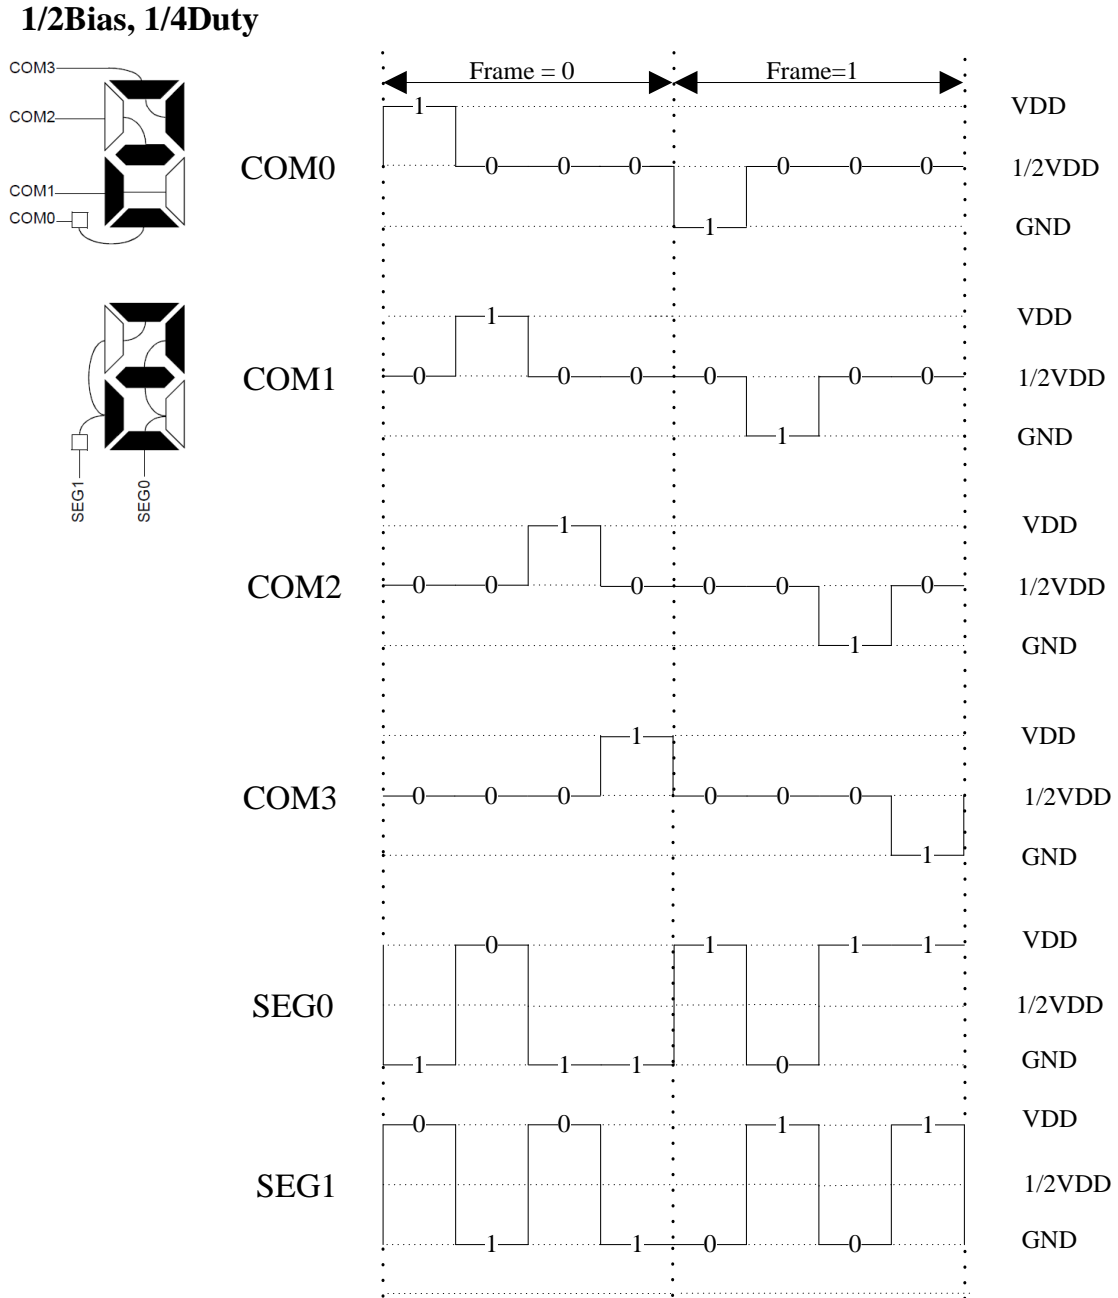 1/2Bias, 1/4Duty
COM3
COM2
COM1
COM0
SEG1
SEG0
Frame = 0 Frame=1
COM0
1 0 0 0 1 0 0 0
VDD
1/2VDD
GND
COM1
0 1 0 0 0 1 0 0
VDD
1/2VDD
GND
COM2
0 0 1 0 0 0 1 0
VDD
1/2VDD
GND
COM3
0 0 0 1 0 0 0 1
VDD
1/2VDD
GND
SEG0
1 0 1 1 1 0 1 1
VDD
1/2VDD
GND
SEG1
0 1 0 1 0 1 0 1
VDD
1/2VDD
GND